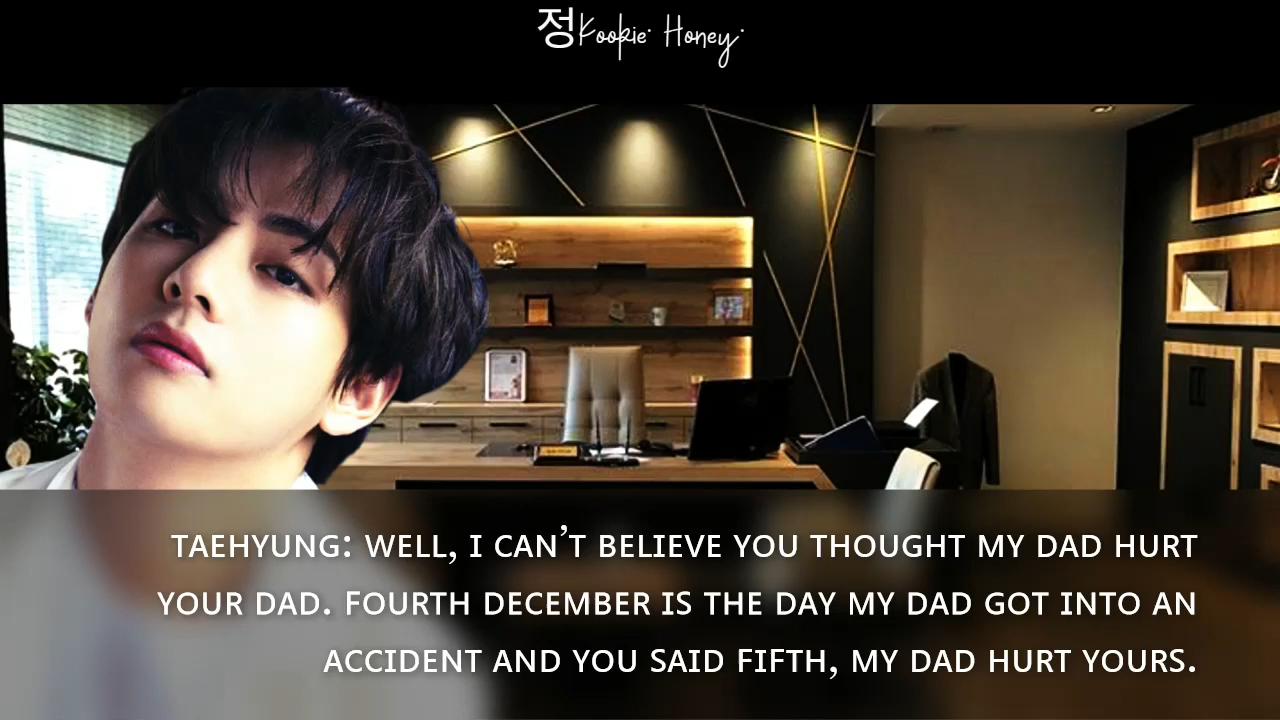 정Kookie Honey
TAEHYUNG: WELL, I CAN'T BELIEVE YOU THOUGHT MY DAD HURT
YOUR DAD. FOURTH DECEMBER IS THE DAY MY DAD GOT INTO AN
ACCIDENT AND YOU SAID FIFTH, MY DAD HURT YOURS.